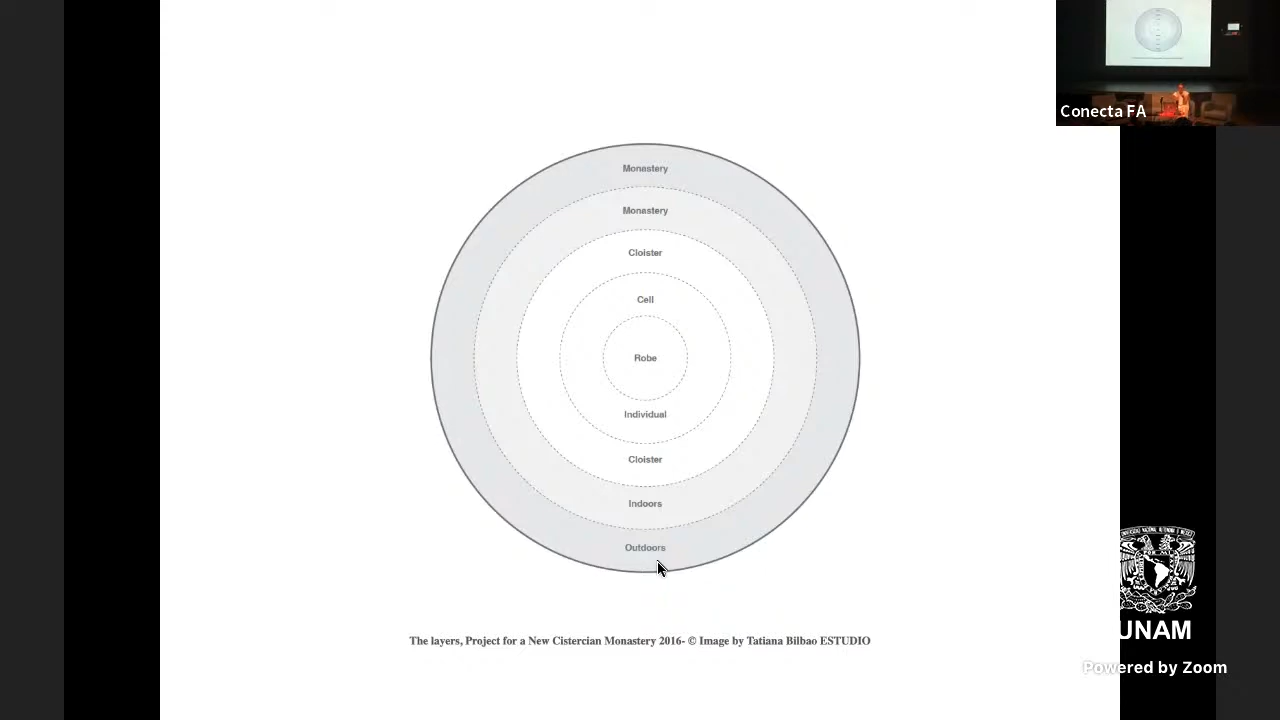 Conecta FA
Monastery
Monastery
Cloister
Cell
Robe
Individual
Cloister
Indoors
Outdoors
The layers, Project for a New Cistercian Monastery 2016- © Image by Tatiana Bilbao ESTUDIO
UNAM
Powered by Zoom